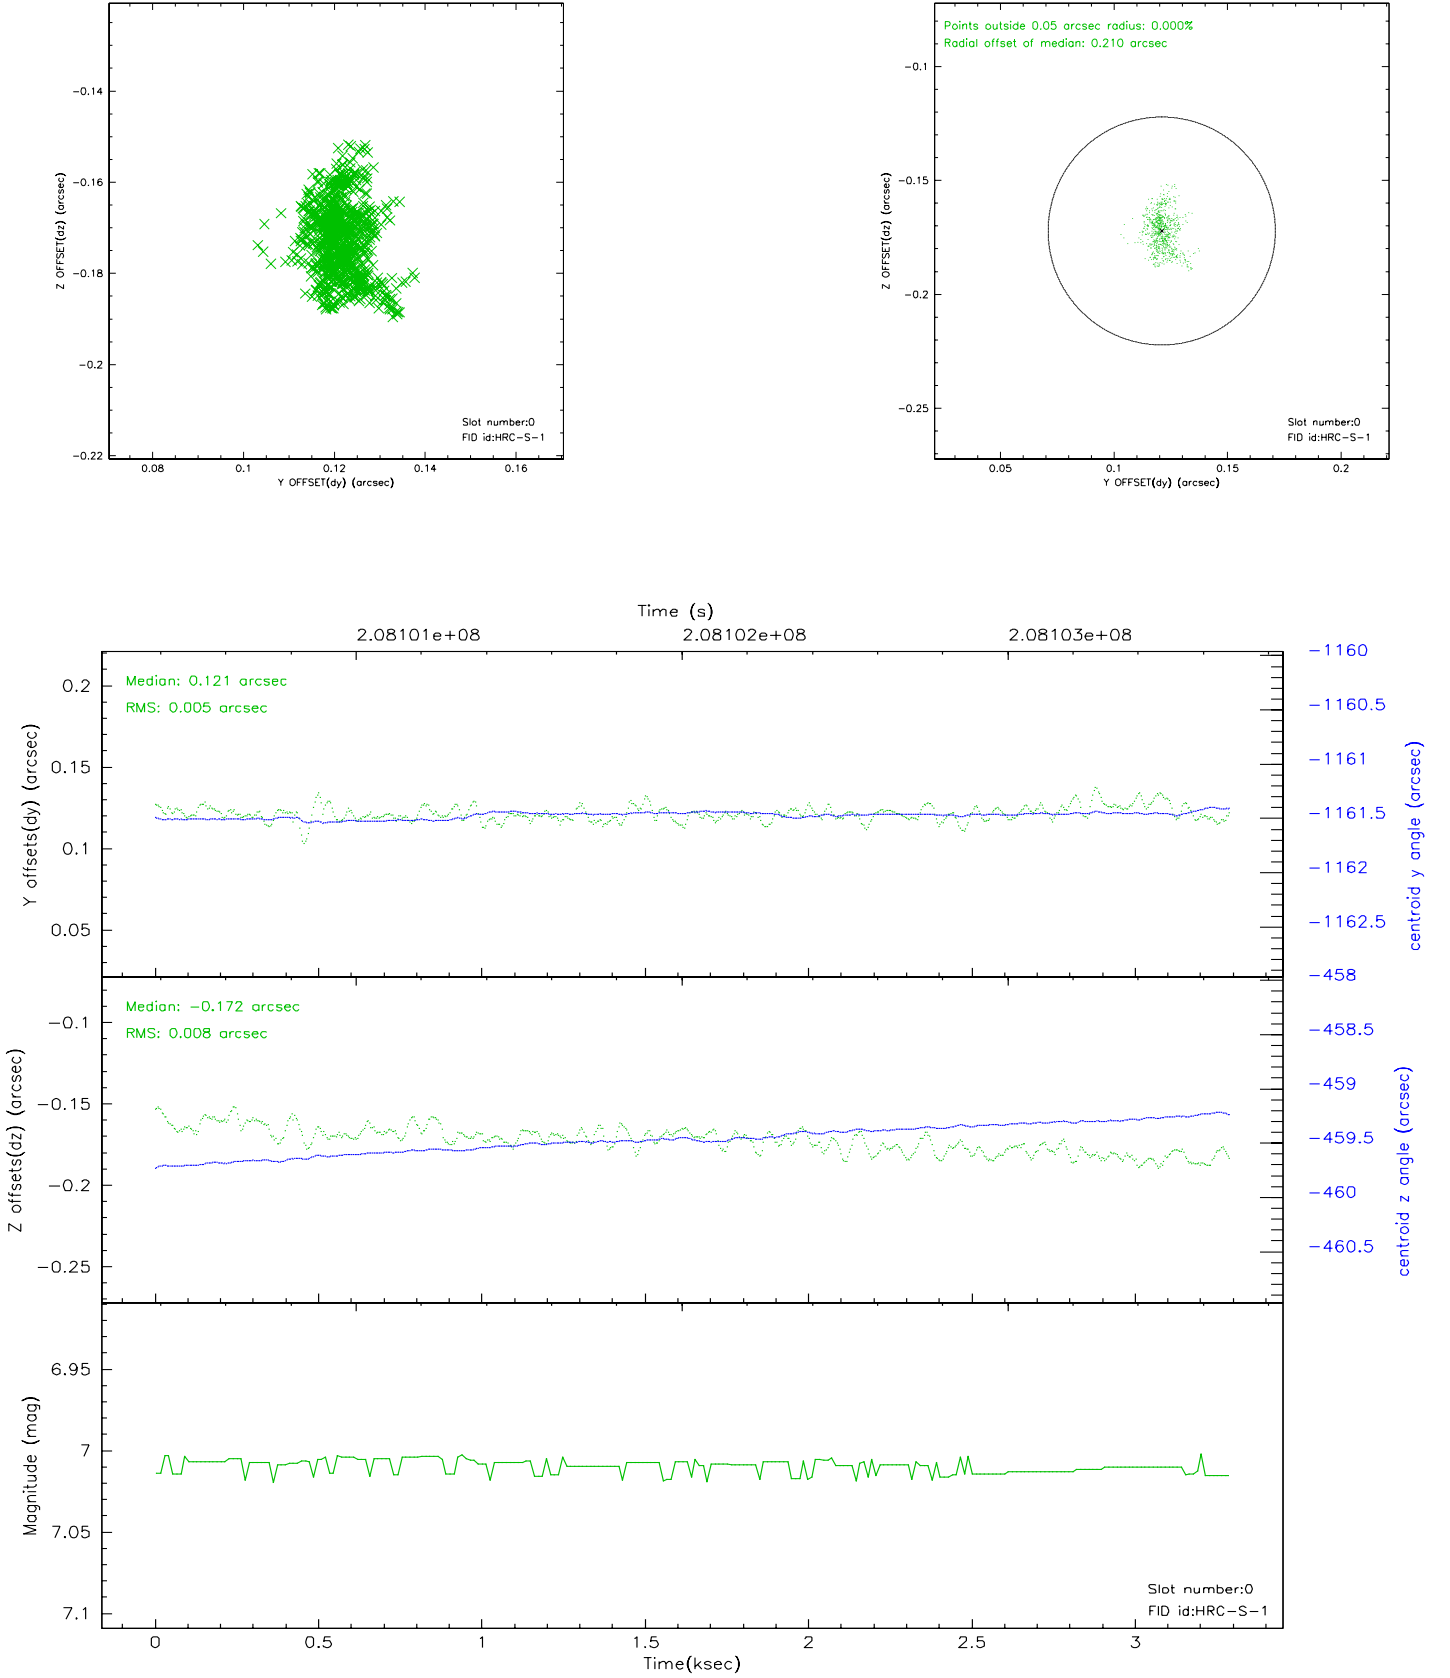 -0.14
-0.16
-0.18
-0.2
-0.22
Z OFFSET(dz) (arcsec)
Slot number:0
FID id:HRC-S-1
0.08 0.1 0.12 0.14 0.16
Y OFFSET(dy) (arcsec)
Points outside 0.05 arcsec radius: 0.000%
Radial offset of median: 0.210 arcsec
-0.1
-0.15
-0.2
-0.25
Z OFFSET(dz) (arcsec)
Slot number:0
FID id:HRC-S-1
0.05 0.1 0.15 0.2
Y OFFSET(dy) (arcsec)
Time (s)
2.08101e+08 2.08102e+08 2.08103e+08
Median: 0.121 arcsec
RMS: 0.005 arcsec
0.2
0.15
0.1
0.05
Y offsets(dy) (arcsec)
-1160
-1160.5
-1161
-1161.5
-1162
-1162.5
centroid y angle (arcsec)
Median: -0.172 arcsec
RMS: 0.008 arcsec
-0.1
-0.15
-0.2
-0.25
Z offsets(dz) (arcsec)
-458
-458.5
-459
-459.5
-460
-460.5
centroid z angle (arcsec)
6.95
7
7.05
7.1
Magnitude (mag)
Slot number:0
FID id:HRC-S-1
0 0.5 1 1.5 2 2.5 3
Time(ksec)